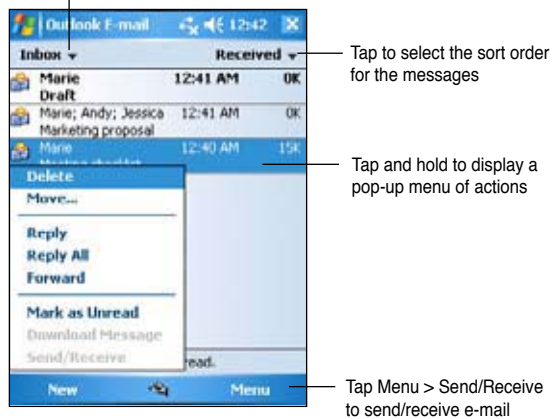 Outlook E-mail 12:42
Inbox Received
Tap to select the sort order
for the messages
Marie 12:41 AM 0K
Draft
Marie; Andy; Jessica 12:41 AM 0K
Marketing proposal
Marie 12:40 AM 15K
Meeting checklist
Tap and hold to display a
pop-up menu of actions
Delete
Move...
Reply
Reply All
Forward
Mark as Unread
Download Message
Send/Receive
read.
New Menu
Tap Menu > Send/Receive
to send/receive e-mail